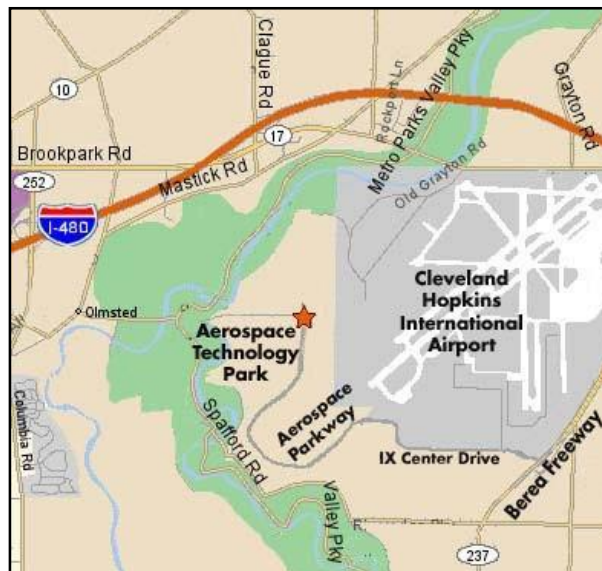 Clague Rd
Metro Parks Valley Pky
Grayton Rd
10
Rockport Ln
17
Brookpark Rd
Mastick Rd
Old Grayton Rd
252
I-480
Cleveland
Hopkins
International
Airport
Olmsted
Aerospace
Technology
Park
Aerospace
Parkway
Columbia Rd
Spafford Rd
IX Center Drive
Berea Freeway
Valley Pky
237